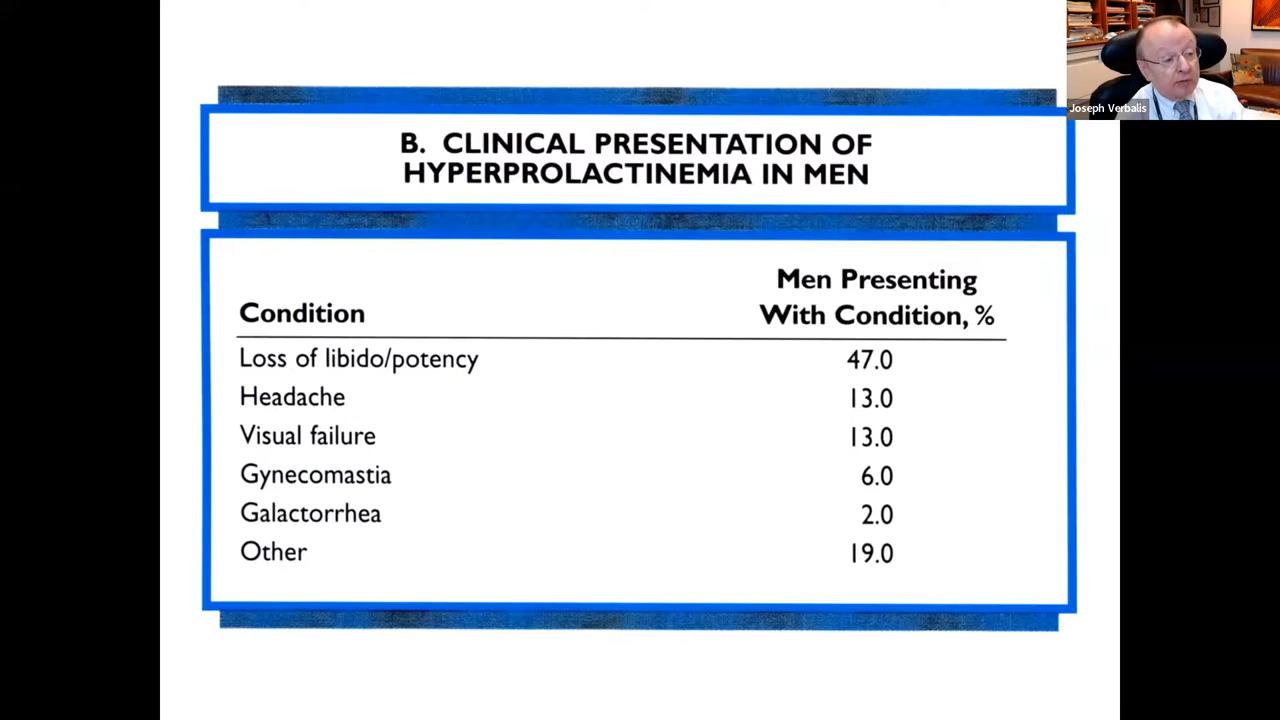 Joseph Verbalis
B. CLINICAL PRESENTATION OF
HYPERPROLACTINEMIA IN MEN
Men Presenting
Condition With Condition, %
Loss of libido/potency 47.0
Headache 13.0
Visual failure 13.0
Gynecomastia 6.0
Galactorrhea 2.0
Other 19.0